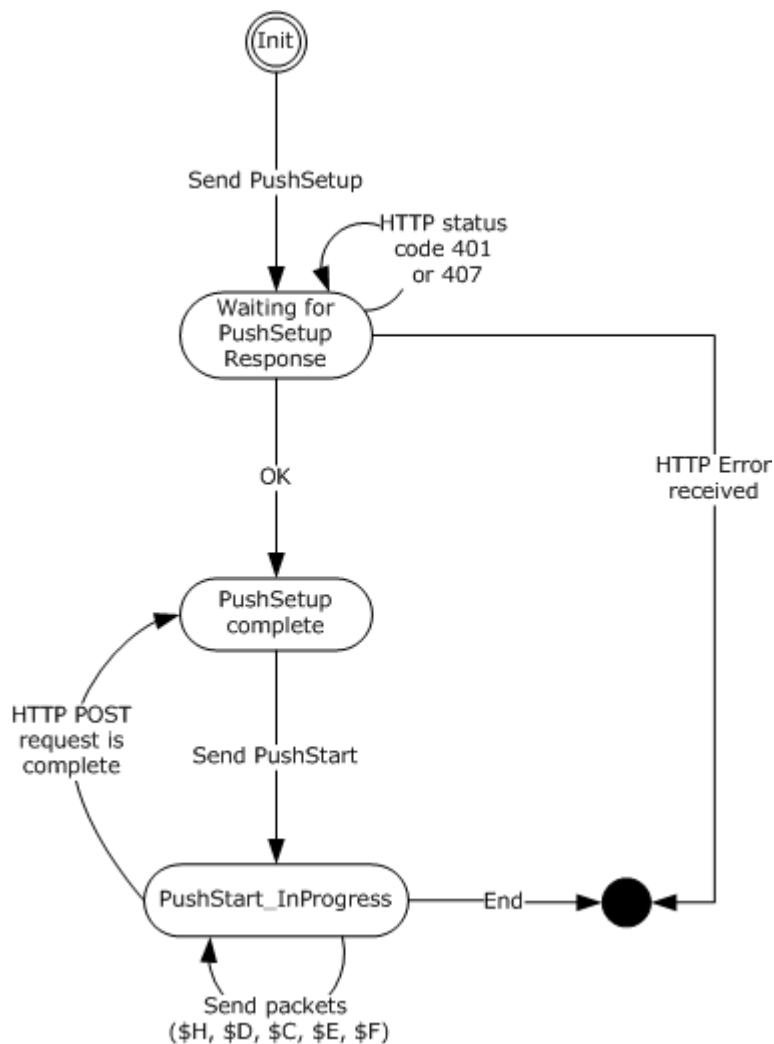 Init
Send PushSetup
HTTP status
code 401
or 407
Waiting for
PushSetup
Response
HTTP Error
received
OK
PushSetup
complete
HTTP POST
request is
complete
Send PushStart
PushStart_InProgress
End
Send packets
($H, $D, $C, $E, $F)